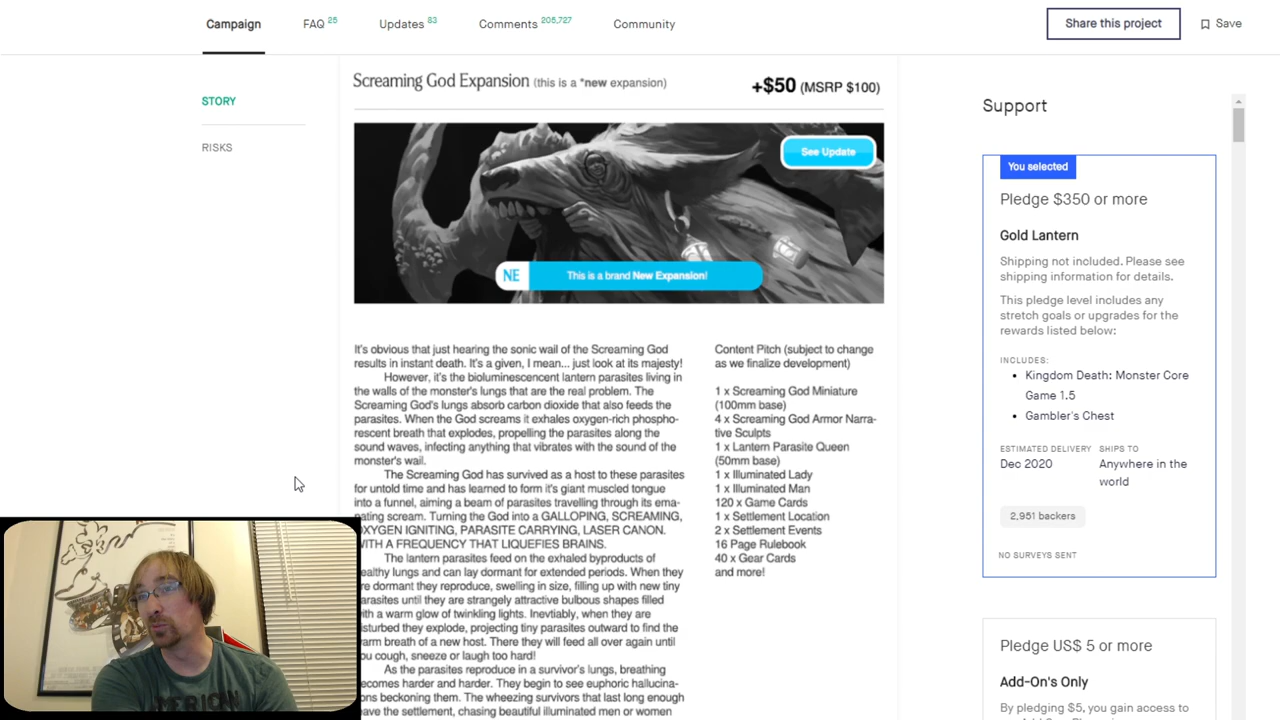 Campaign
FAQ 25
Updates 83
Comments 205,727
Community
Share this project
Save
STORY
RISKS
Screaming God Expansion (this is a *new expansion)
+$50 (MSRP $100)
See Update
NE This is a brand New Expansion!
It's obvious that just hearing the sonic wail of the Screaming God
results in instant death. It's a given, I mean... just look at its majesty!
However, it's the bioluminescencent lantern parasites living in
the walls of the monster's lungs that are the real problem. The
Screaming God's lungs absorb carbon dioxide that also feeds the
parasites. When the God screams it exhales oxygen-rich phospho-
rescent breath that explodes, propelling the parasites along the
sound waves, infecting anything that vibrates with the sound of the
monster's wail.
The Screaming God has survived as a host to these parasites
for untold time and has learned to form it's giant muscled tongue
into a funnel, aiming a beam of parasites travelling through its ema-
nating scream. Turning the God into a GALLOPING, SCREAMING,
OXYGEN IGNITING, PARASITE CARRYING, LASER CANON.
WITH A FREQUENCY THAT LIQUEFIES BRAINS.
The lantern parasites feed on the exhaled byproducts of
ealthy lungs and can lay dormant for extended periods. When they
re dormant they reproduce, swelling in size, filling up with new tiny
arasites until they are strangely attractive bulbous shapes filled
ith a warm glow of twinkling lights. Inevtiably, when they are
isturbed they explode, projecting tiny parasites outward to find the
arm breath of a new host. There they will feed all over again until
ou cough, sneeze or laugh too hard!
As the parasites reproduce in a survivor's lungs, breathing
ecomes harder and harder. They begin to see euphoric hallucina-
ons beckoning them. The wheezing survivors that last long enough
eave the settlement, chasing beautiful illuminated men or women
Content Pitch (subject to change
as we finalize development)
1 x Screaming God Miniature
(100mm base)
4 x Screaming God Armor Narra-
tive Sculpts
1 x Lantern Parasite Queen
(50mm base)
1 x Illuminated Lady
1 x Illuminated Man
120 x Game Cards
1 x Settlement Location
2 x Settlement Events
16 Page Rulebook
40 x Gear Cards
and more!
Support
You selected
Pledge $350 or more
Gold Lantern
Shipping not included. Please see
shipping information for details.
This pledge level includes any
stretch goals or upgrades for the
rewards listed below:
INCLUDES:
• Kingdom Death: Monster Core
Game 1.5
• Gambler's Chest
ESTIMATED DELIVERY
Dec 2020
SHIPS TO
Anywhere in the
world
2,951 backers
NO SURVEYS SENT
Pledge US$ 5 or more
Add-On's Only
By pledging $5, you gain access to